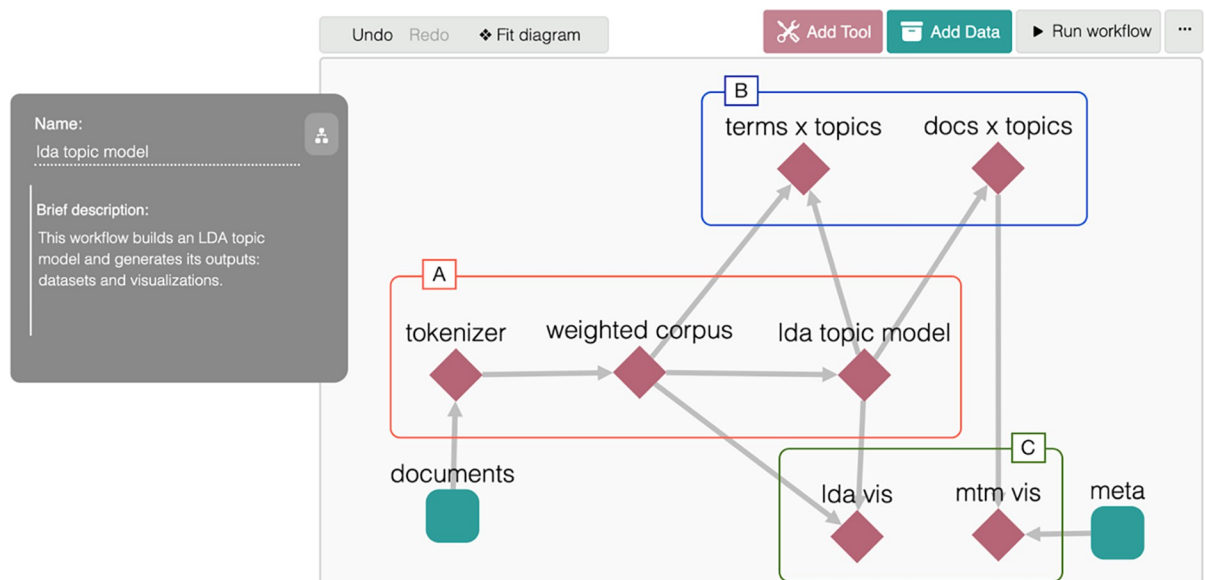 Undo Redo ❖ Fit diagram
Add Tool
Add Data
Run workflow
...
Name:
lda topic model
Brief description:
This workflow builds an LDA topic
model and generates its outputs:
datasets and visualizations.
B
terms x topics
docs x topics
A
tokenizer
weighted corpus
lda topic model
documents
C
lda vis
mtm vis
meta